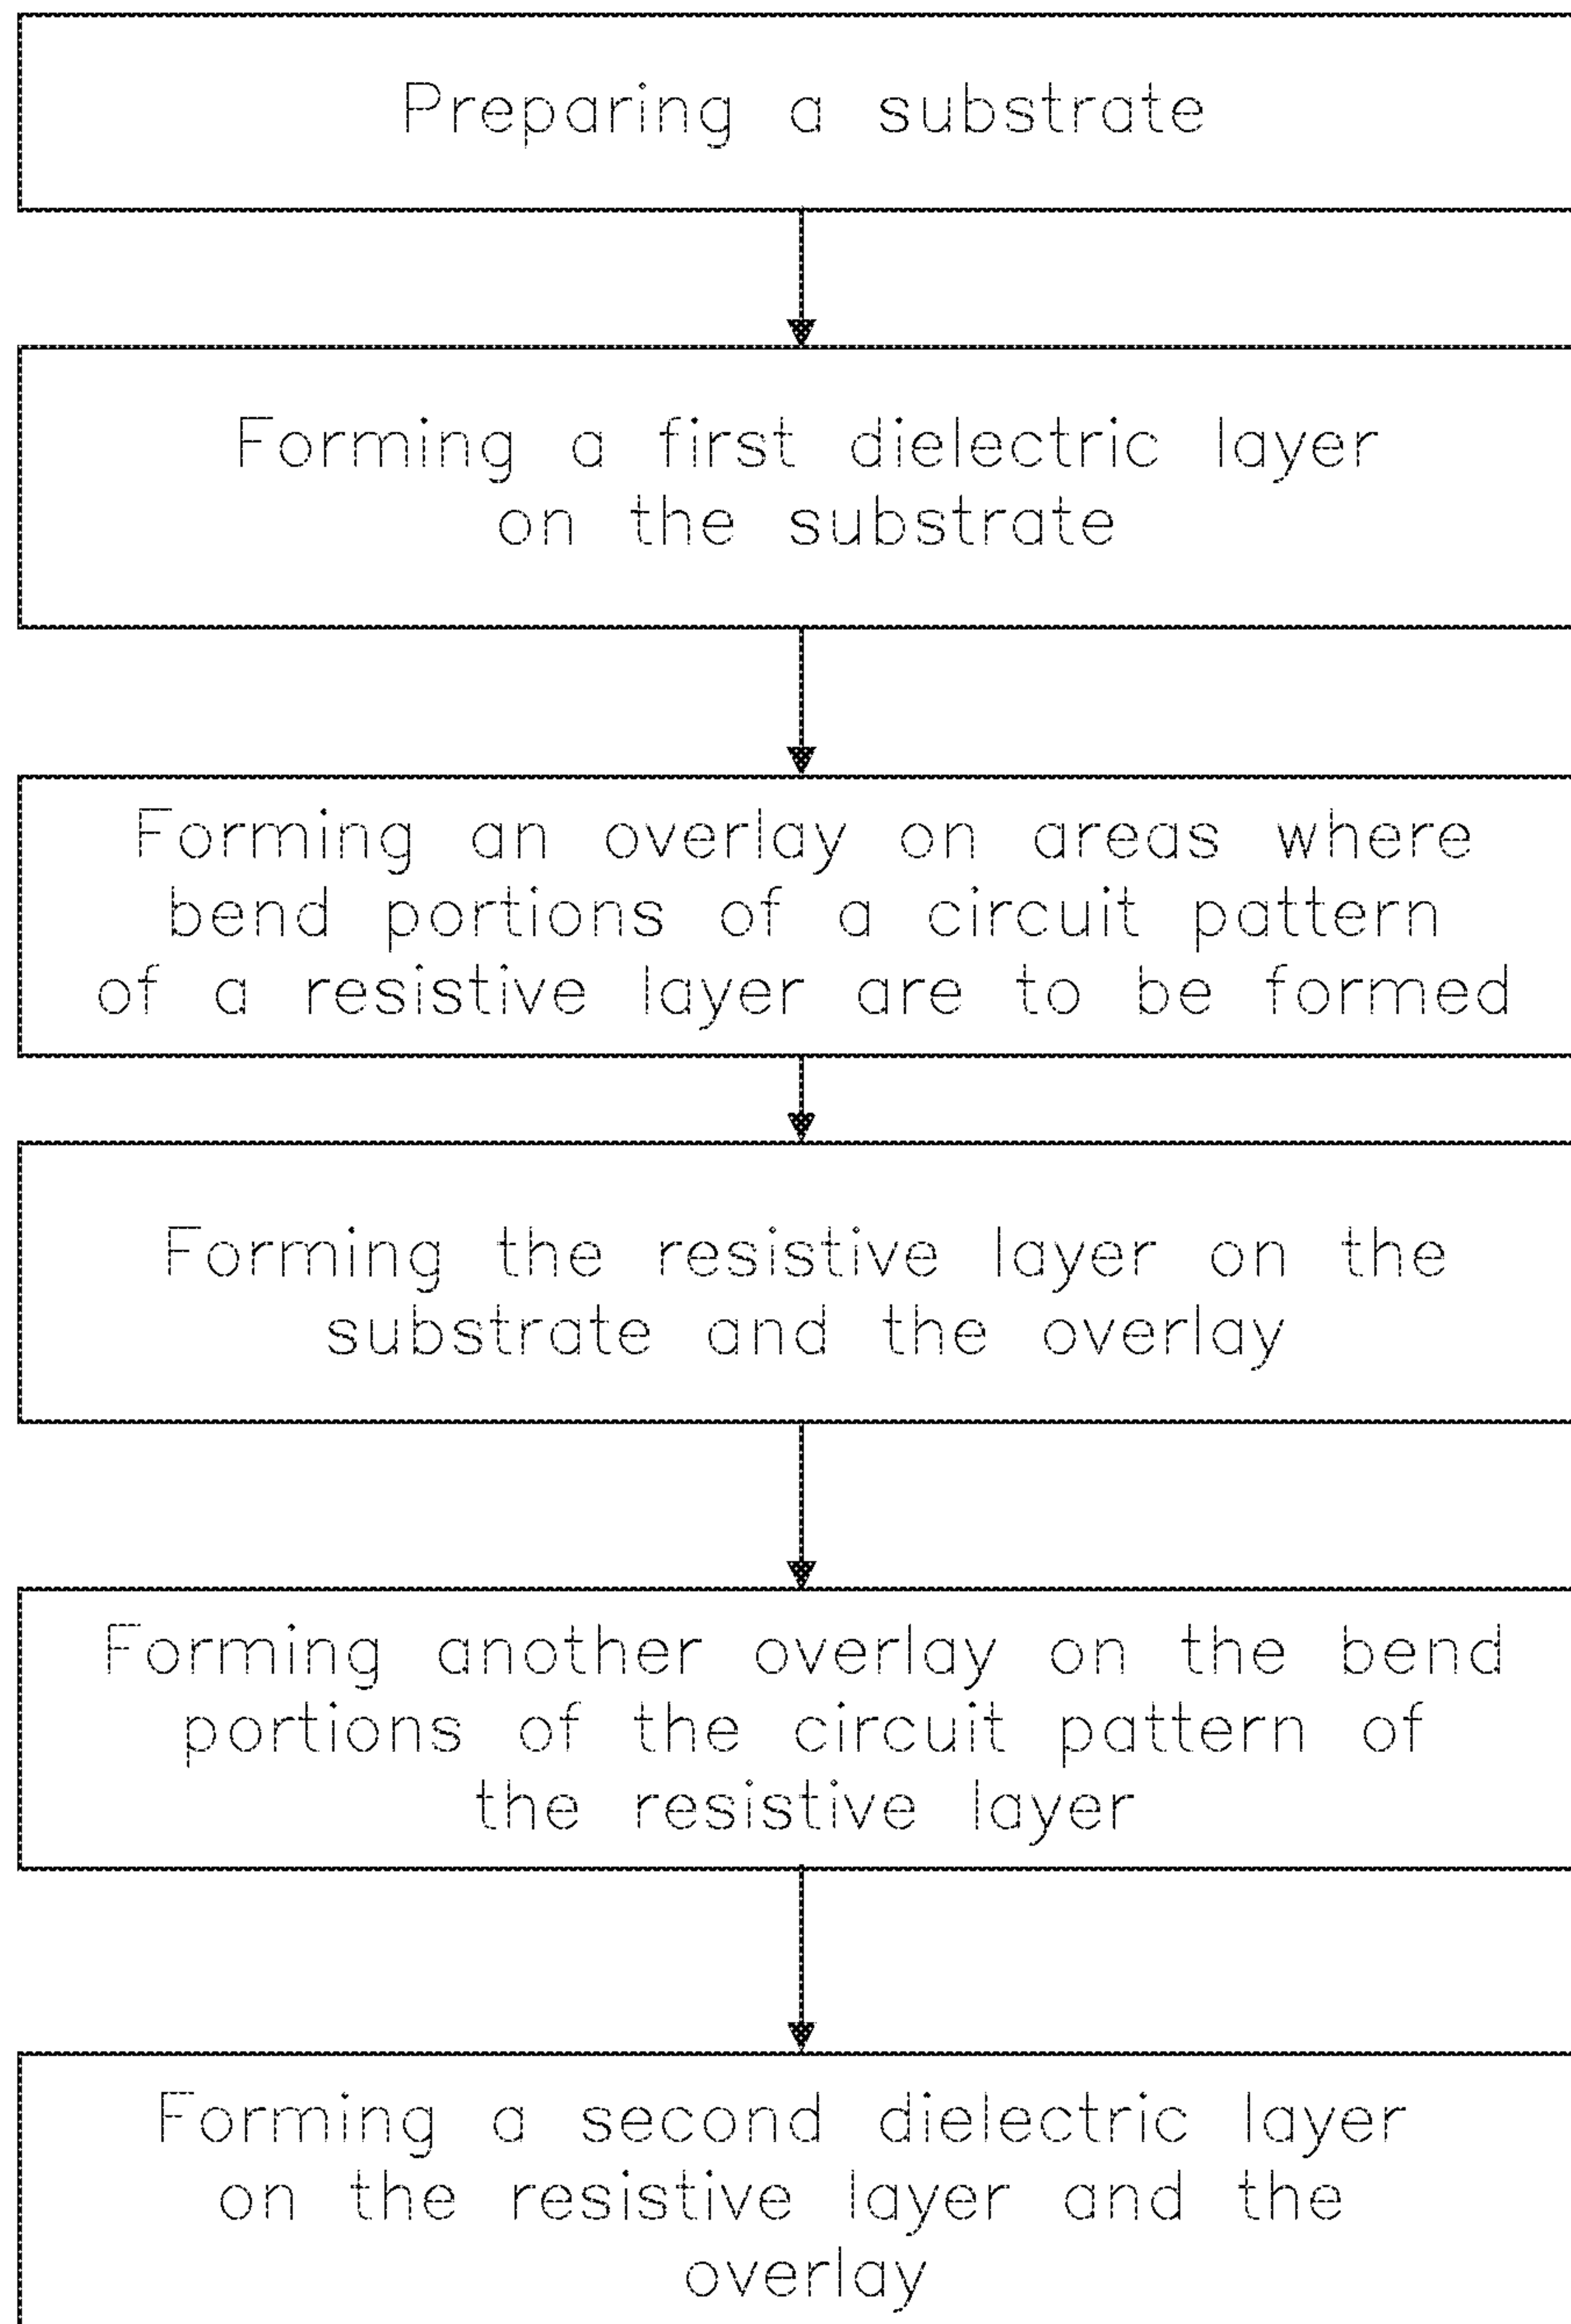 Preparing a substrate
Forming a first dielectric layer
on the substrate
Forming an overlay on areas where
bend portions of a circuit pattern
of a resistive layer are to be formed
Forming the resistive layer on the
substrate and the overlay
Forming another overlay on the bend
portions of the circuit pattern of
the resistive layer
Forming a second dielectric layer
on the resistive layer and the
overlay